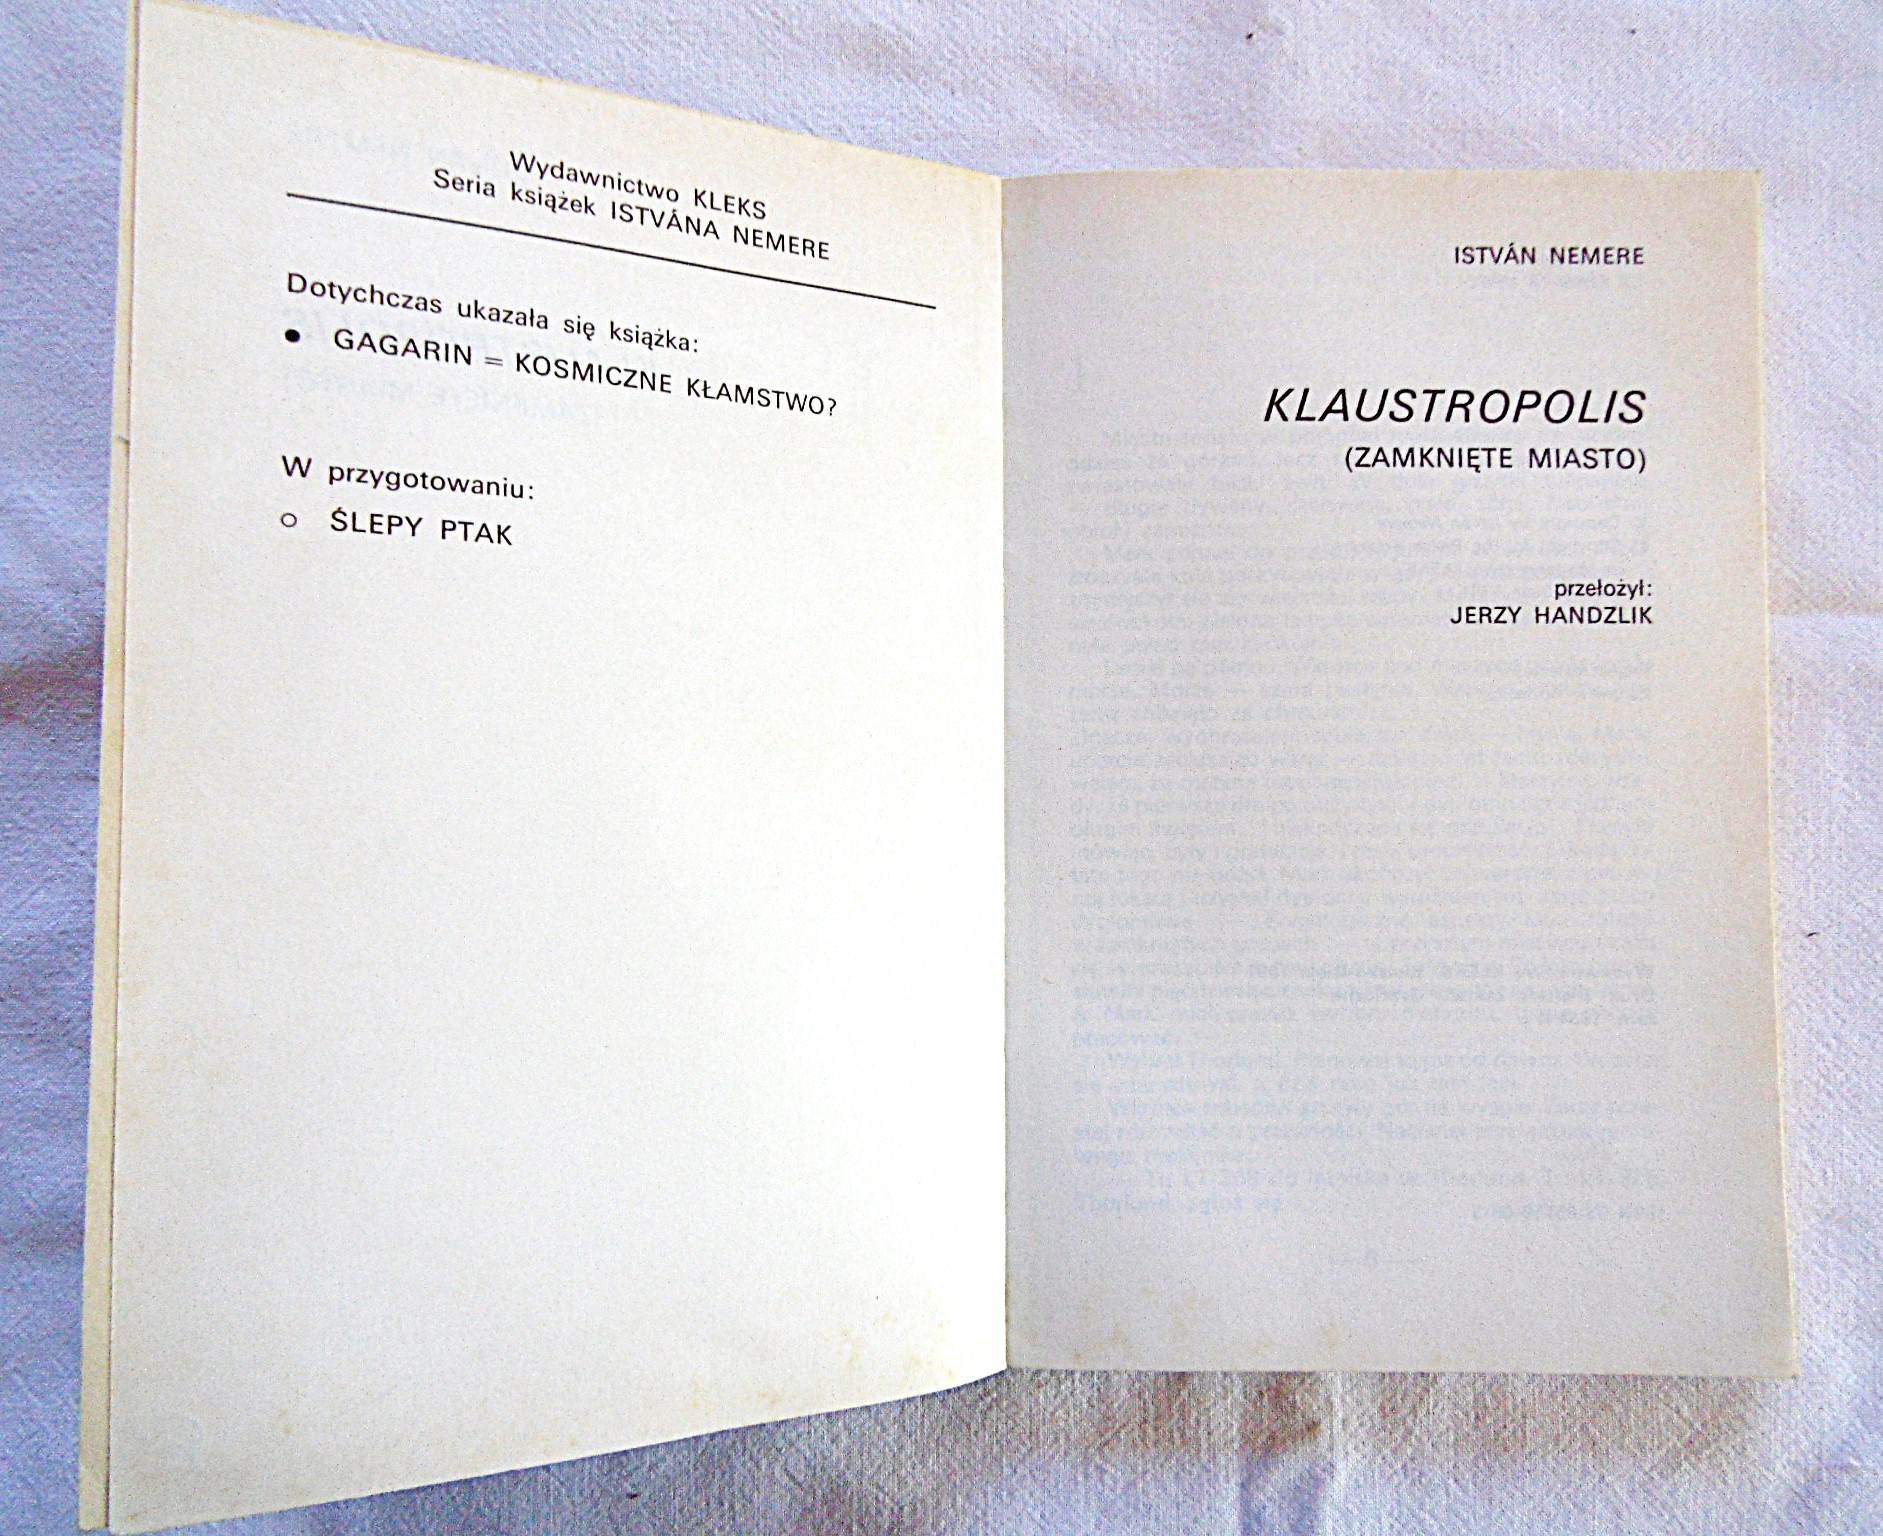 Wydawnictwo KLEKS
Seria książek ISTVÁNA NEMERE
Dotychczas ukazała się książka:
● GAGARIN = KOSMICZNE KŁAMSTWO?
W przygotowaniu:
○ ŚLEPY PTAK
ISTVÁN NEMERE
KLAUSTROPOLIS
(ZAMKNIĘTE MIASTO)
przełożył:
JERZY HANDZLIK